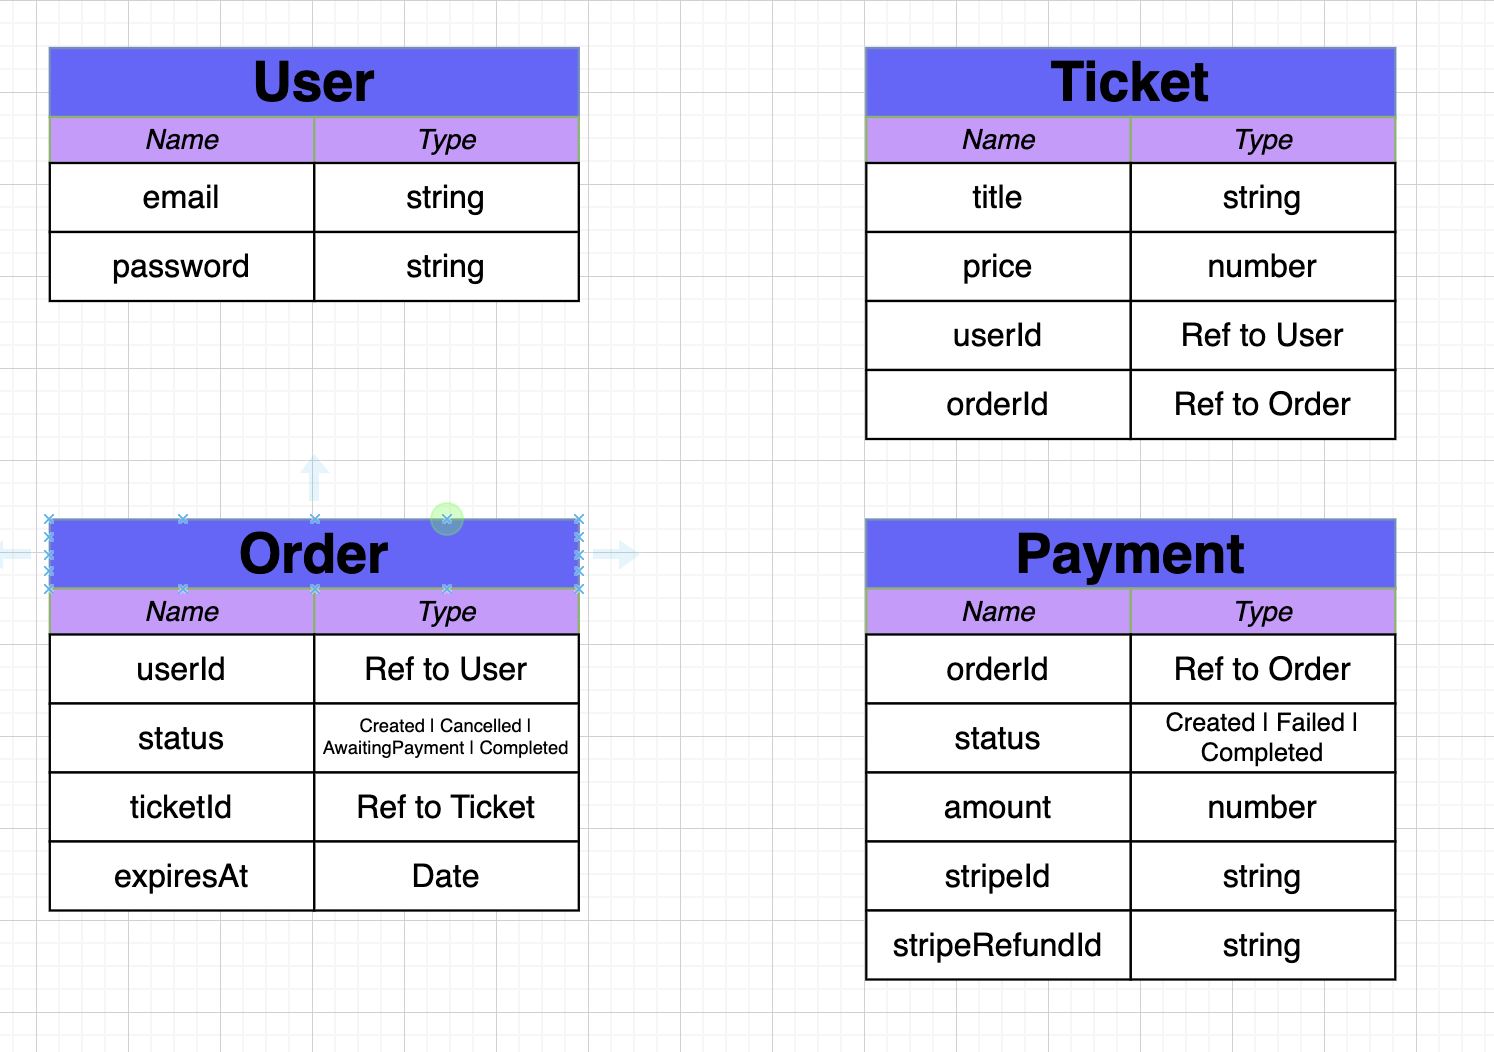 User
Name Type
email string
password string
Ticket
Name Type
title string
price number
userId Ref to User
orderId Ref to Order
Order
Name Type
userId Ref to User
status Created | Cancelled |
AwaitingPayment | Completed
ticketId Ref to Ticket
expiresAt Date
Payment
Name Type
orderId Ref to Order
status Created | Failed |
Completed
amount number
stripeId string
stripeRefundId string